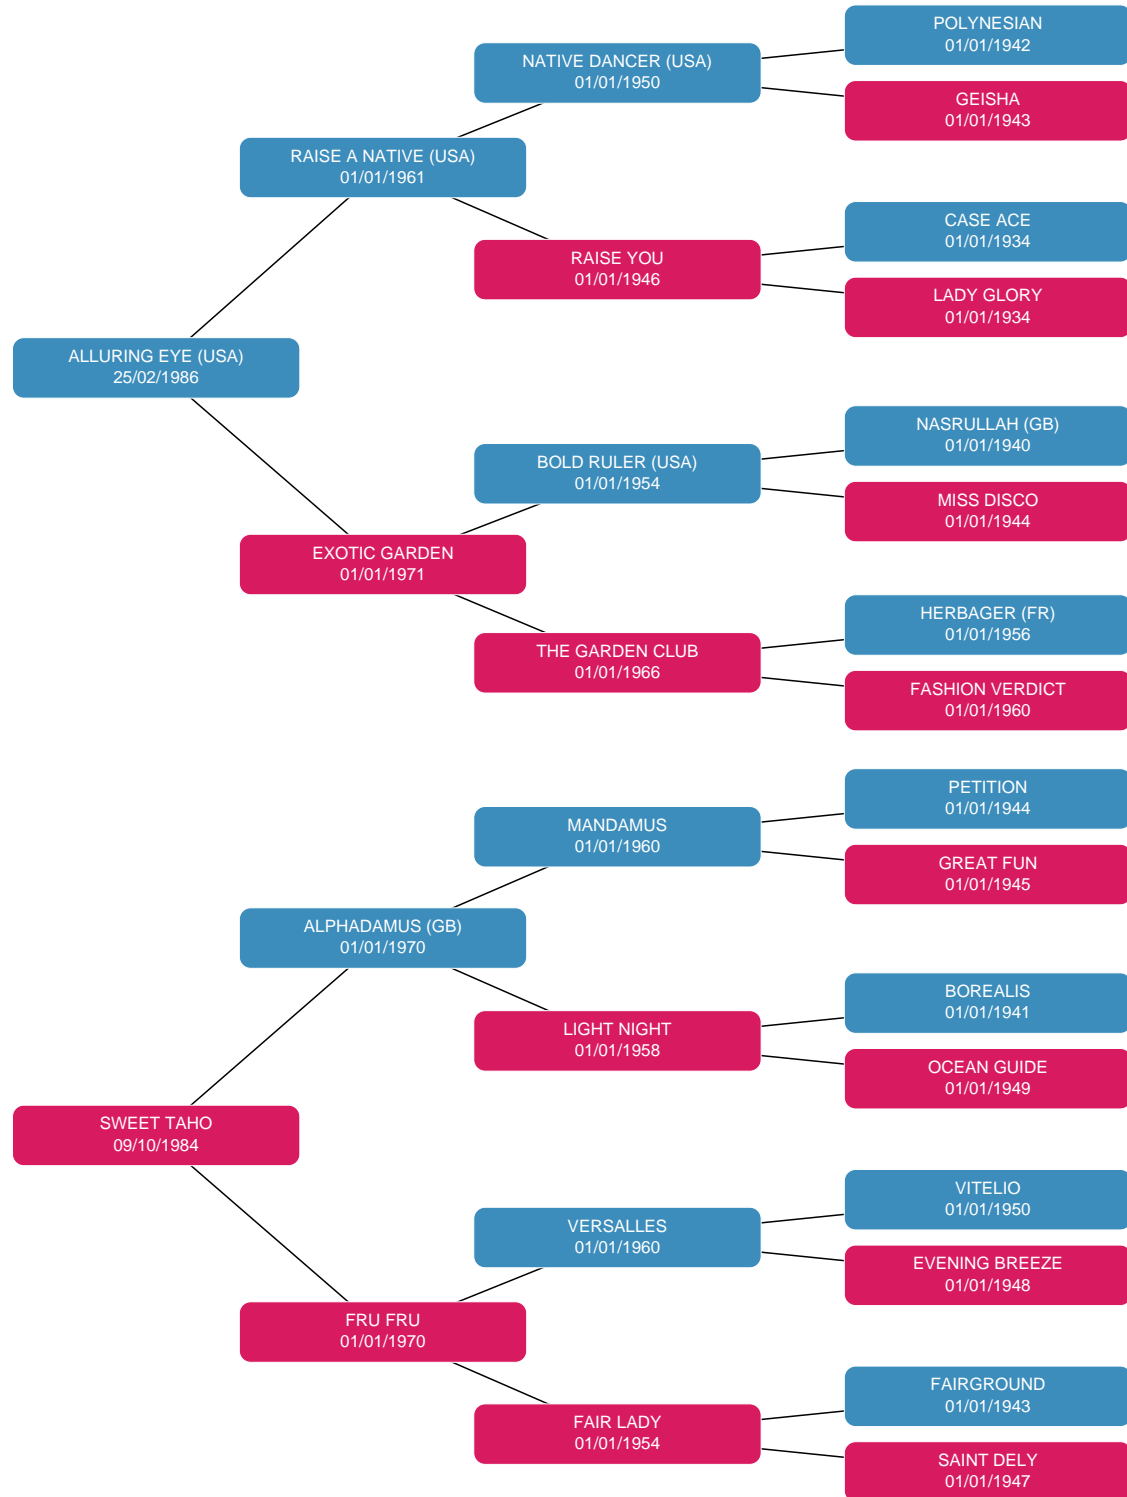 POLYNESIAN
01/01/1942
NATIVE DANCER (USA)
01/01/1950
GEISHA
01/01/1943
RAISE A NATIVE (USA)
01/01/1961
CASE ACE
01/01/1934
RAISE YOU
01/01/1946
LADY GLORY
01/01/1934
ALLURING EYE (USA)
25/02/1986
NASRULLAH (GB)
01/01/1940
BOLD RULER (USA)
01/01/1954
MISS DISCO
01/01/1944
EXOTIC GARDEN
01/01/1971
HERBAGER (FR)
01/01/1956
THE GARDEN CLUB
01/01/1966
FASHION VERDICT
01/01/1960
PETITION
01/01/1944
MANDAMUS
01/01/1960
GREAT FUN
01/01/1945
ALPHADAMUS (GB)
01/01/1970
BOREALIS
01/01/1941
LIGHT NIGHT
01/01/1958
OCEAN GUIDE
01/01/1949
SWEET TAHO
09/10/1984
VITELIO
01/01/1950
VERSALLES
01/01/1960
EVENING BREEZE
01/01/1948
FRU FRU
01/01/1970
FAIRGROUND
01/01/1943
FAIR LADY
01/01/1954
SAINT DELY
01/01/1947